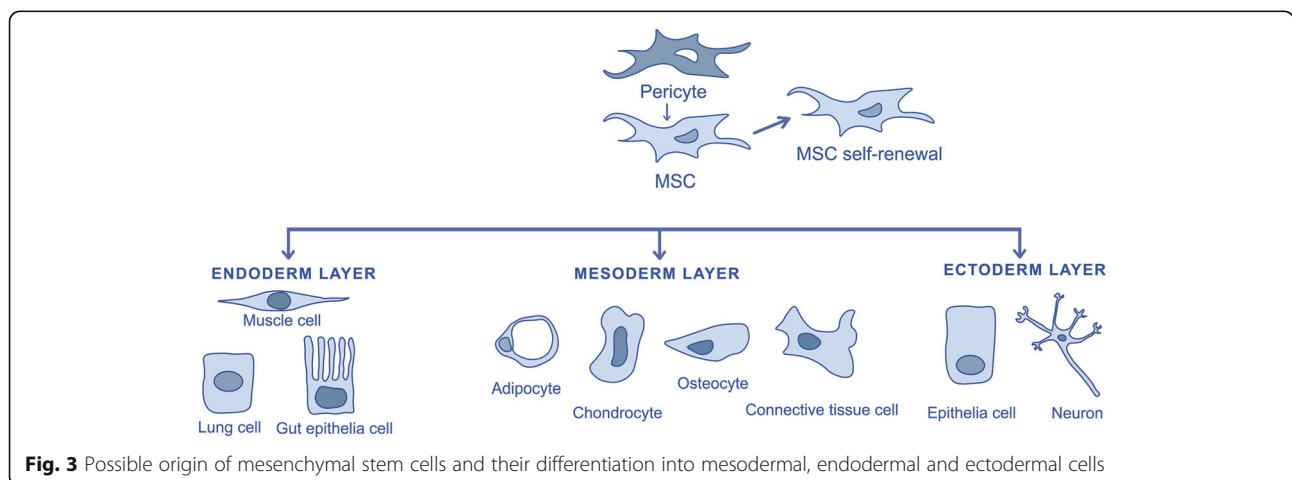 Pericyte
MSC
MSC self-renewal
ENDODERM LAYER
Muscle cell
Lung cell
Gut epithelia cell
MESODERM LAYER
Adipocyte
Chondrocyte
Osteocyte
Connective tissue cell
ECTODERM LAYER
Epithelia cell
Neuron
Fig. 3 Possible origin of mesenchymal stem cells and their differentiation into mesodermal, endodermal and ectodermal cells